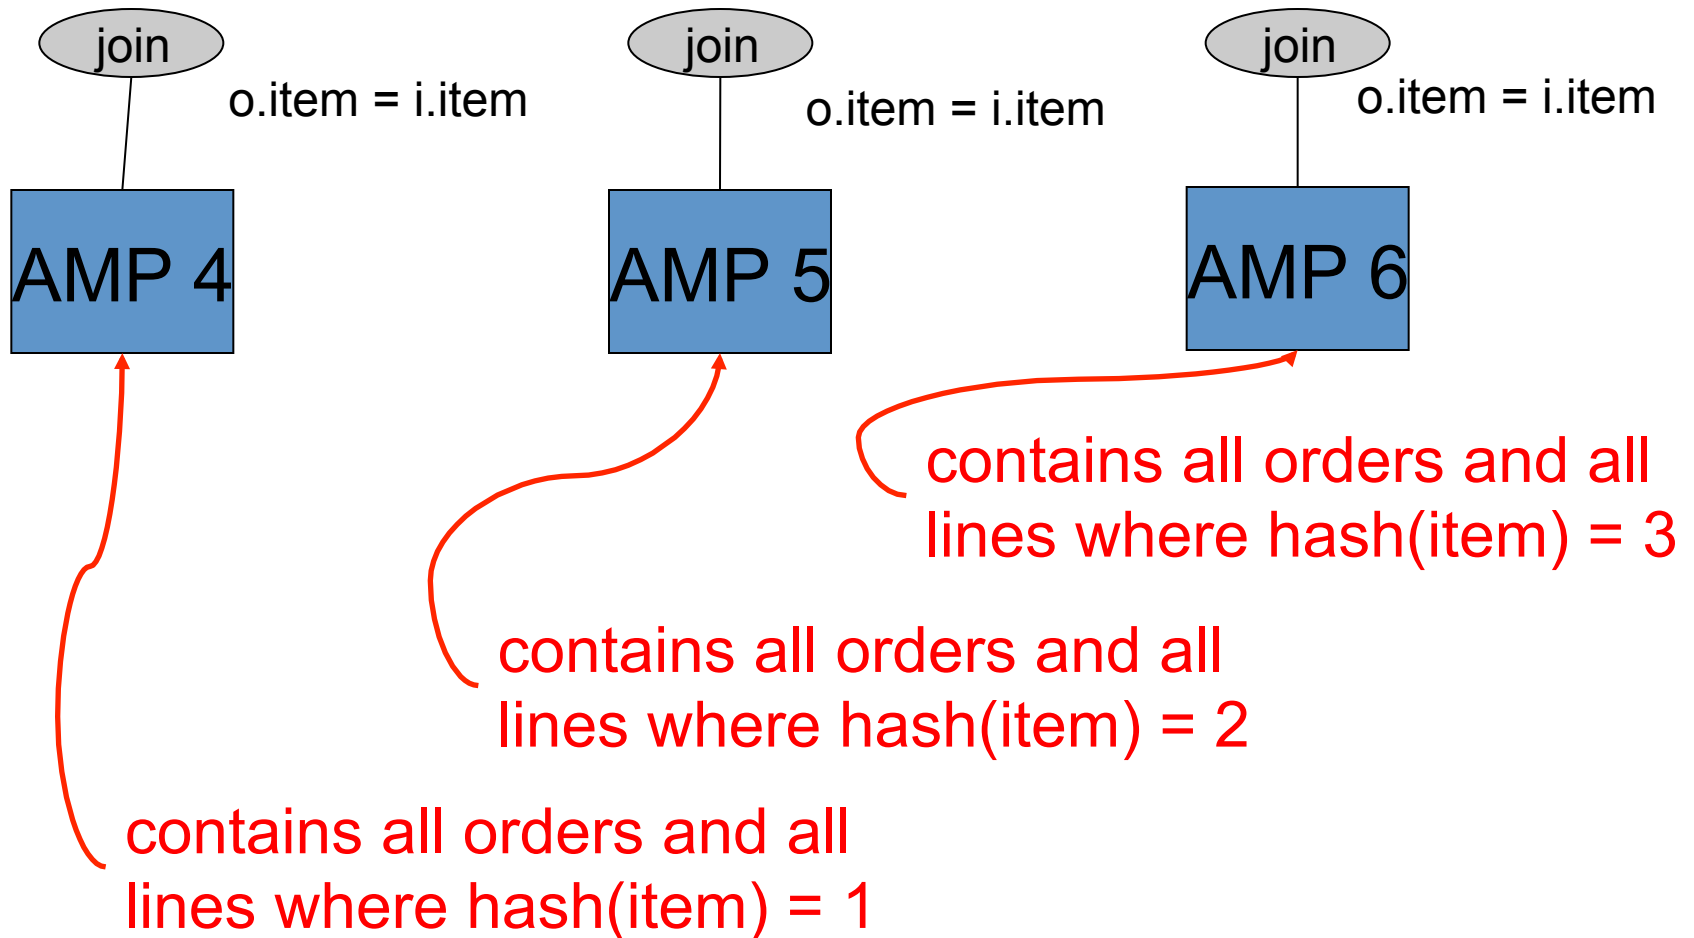 join
join
join
o.item = i.item
o.item = i.item
o.item = i.item
AMP 4
AMP 5
AMP 6
contains all orders and all
lines where hash(item) = 3
contains all orders and all
lines where hash(item) = 2
contains all orders and all
lines where hash(item) = 1